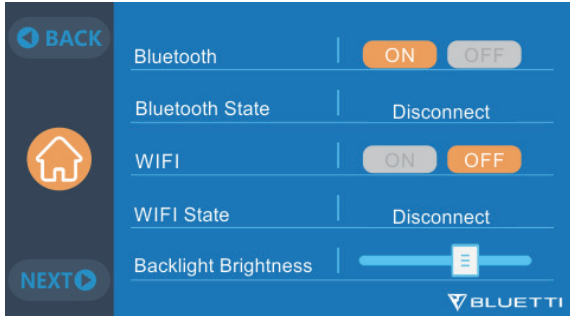 BACK
Bluetooth ON OFF
Bluetooth State Disconnect
WIFI ON OFF
WIFI State Disconnect
Backlight Brightness
NEXT
BLUETTI